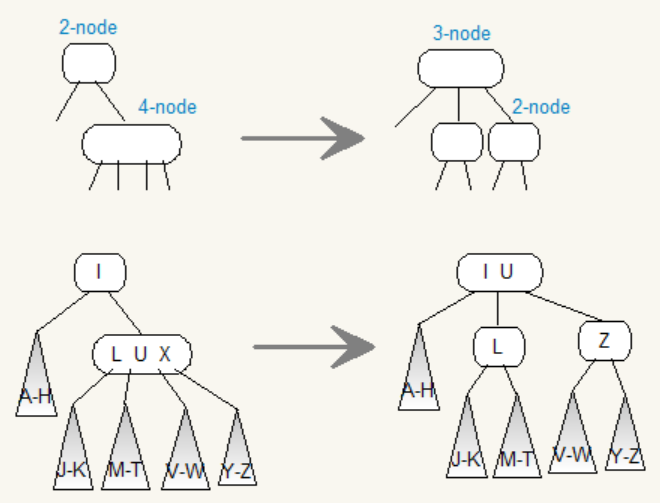 2-node
3-node
4-node
2-node
I
I U
L U X
L
Z
A-H
A-H
J-K
M-T
V-W
Y-Z
J-K
M-T
V-W
Y-Z